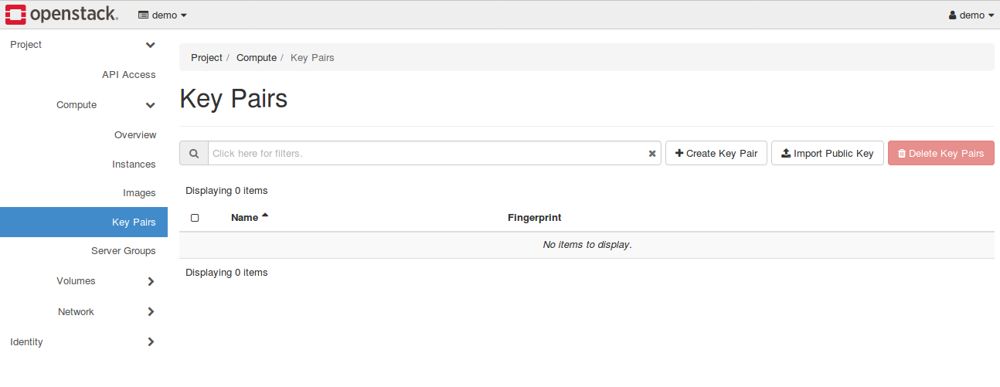 openstack. demo demo
Project
API Access
Compute
Overview
Instances
Images
Key Pairs
Server Groups
Volumes
Network
Identity
Project / Compute / Key Pairs
Key Pairs
Click here for filters. Create Key Pair Import Public Key Delete Key Pairs
Displaying 0 items
Name Fingerprint
No items to display.
Displaying 0 items